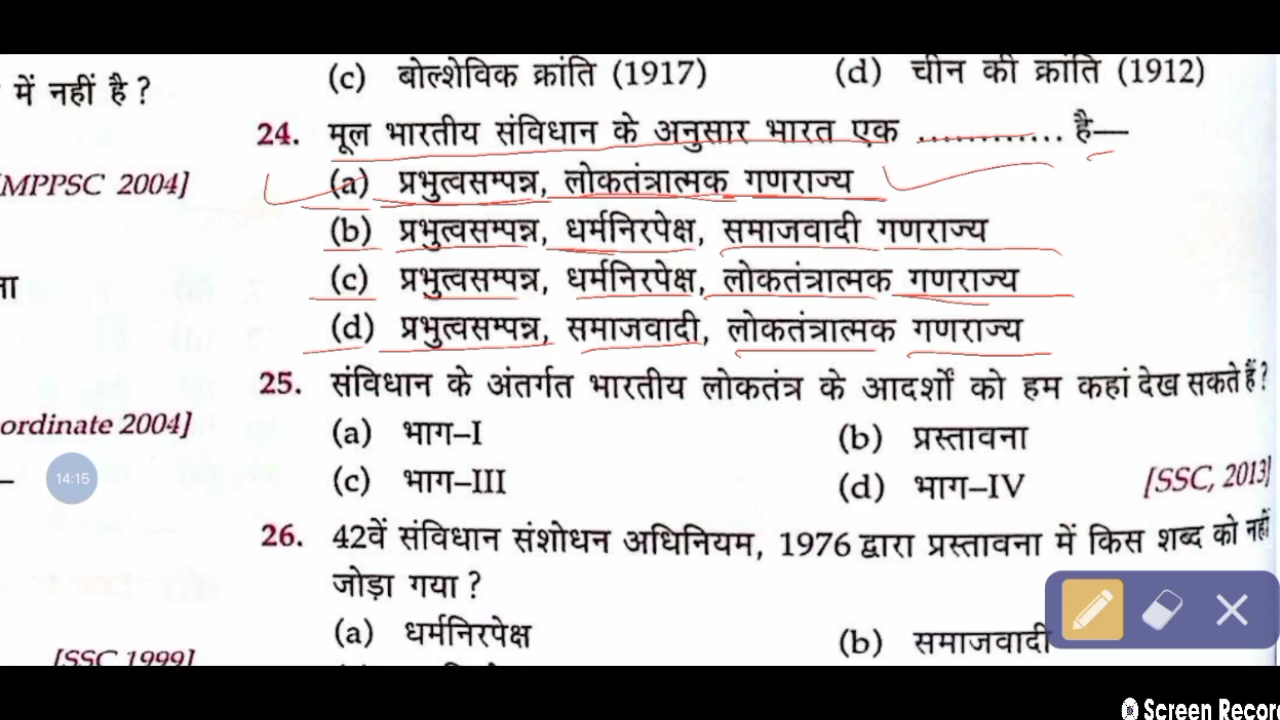 (c) बोल्शेविक क्रांति (1917) (d) चीन की क्रांति (1912)
में नहीं है ?
24. मूल भारतीय संविधान के अनुसार भारत एक ............. है—
MPPSC 2004]
(a) प्रभुत्वसम्पन्न, लोकतंत्रात्मक गणराज्य
(b) प्रभुत्वसम्पन्न, धर्मनिरपेक्ष, समाजवादी गणराज्य
(c) प्रभुत्वसम्पन्न, धर्मनिरपेक्ष, लोकतंत्रात्मक गणराज्य
(d) प्रभुत्वसम्पन्न, समाजवादी, लोकतंत्रात्मक गणराज्य
25. संविधान के अंतर्गत भारतीय लोकतंत्र के आदर्शों को हम कहां देख सकते हैं ?
ordinate 2004]
(a) भाग–I (b) प्रस्तावना
14:15
(c) भाग–III (d) भाग–IV [SSC, 2013]
26. 42वें संविधान संशोधन अधिनियम, 1976 द्वारा प्रस्तावना में किस शब्द को नहीं
जोड़ा गया ?
(a) धर्मनिरपेक्ष (b) समाजवादी
[SSC 1999]
Screen Recor